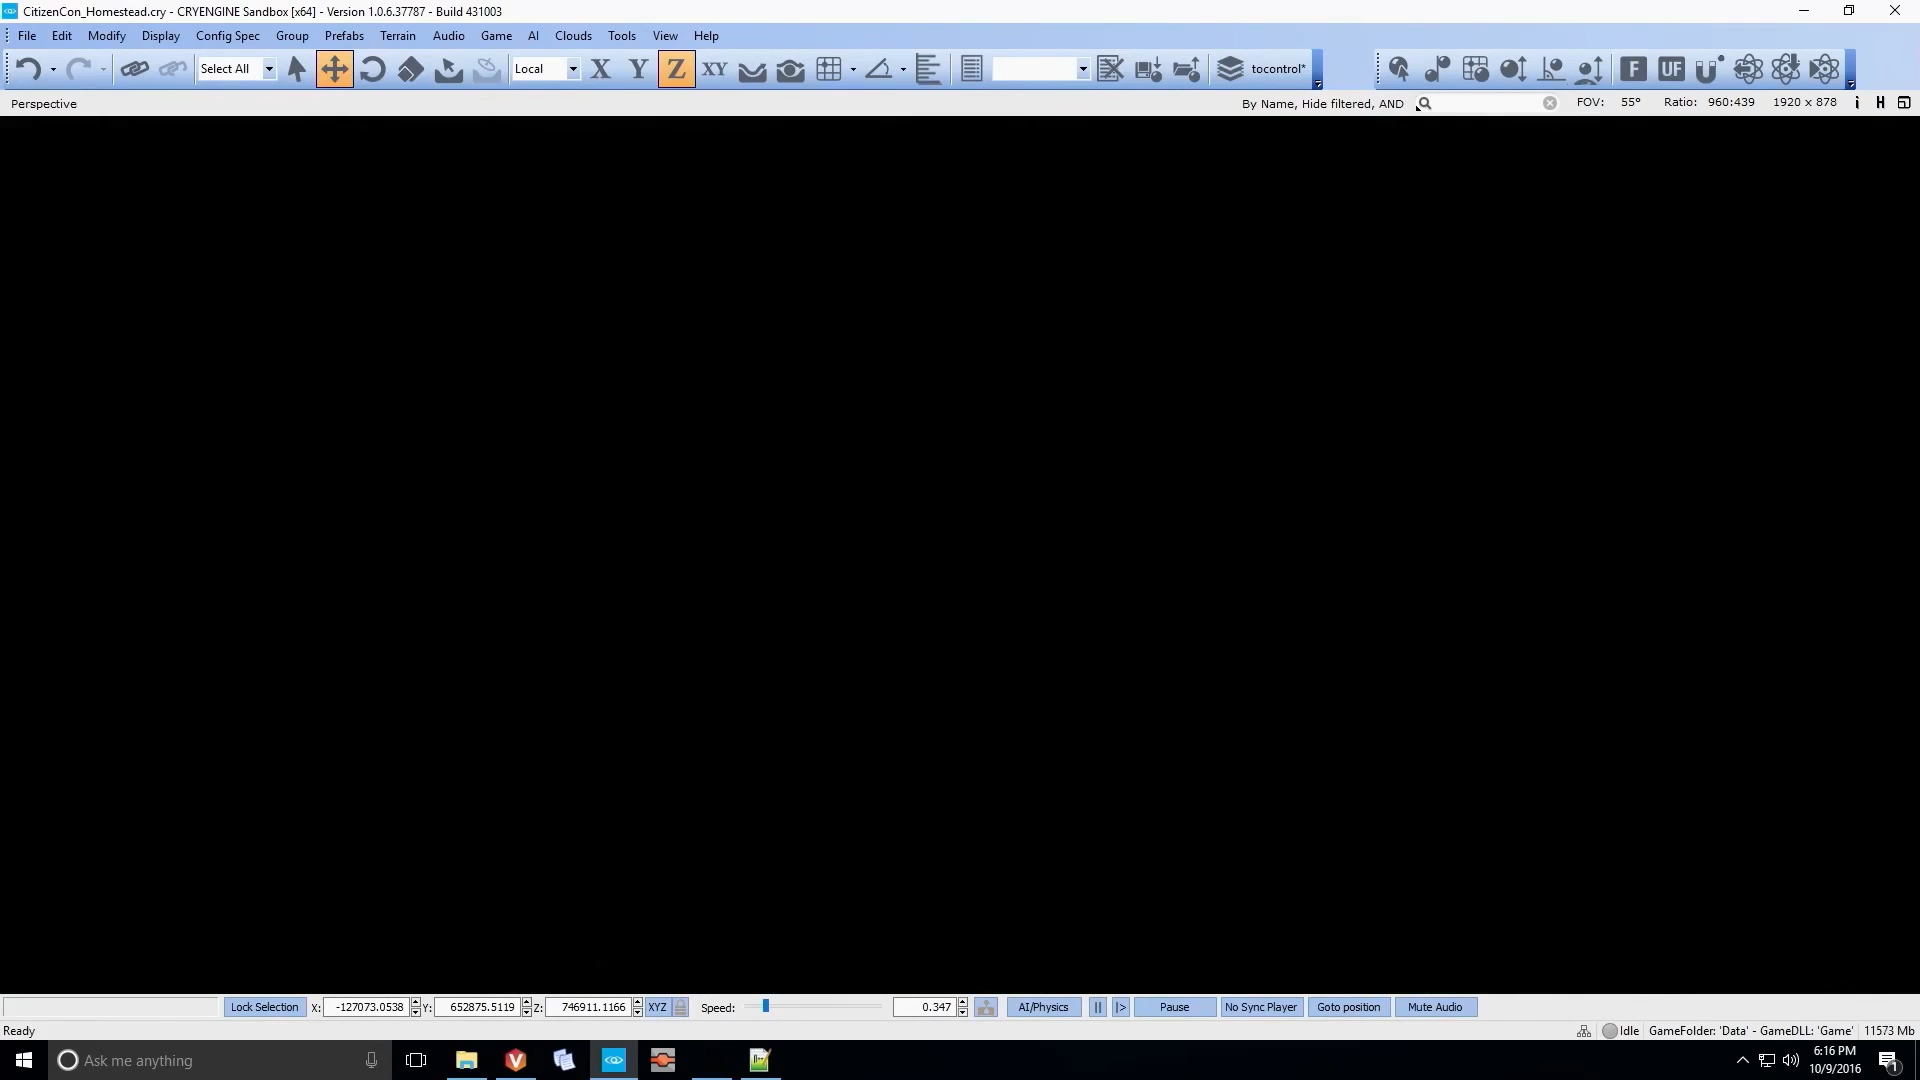 CitizenCon_Homestead.cry - CRYENGINE Sandbox [x64] - Version 1.0.6.37787 - Build 431003
File Edit Modify Display Config Spec Group Prefabs Terrain Audio Game AI Clouds Tools View Help
Select All Local X Y Z XY tocontrol* F UF
Perspective By Name, Hide filtered, AND FOV: 55° Ratio: 960:439 1920 x 878 i H
Lock Selection X: -127073.0538 Y: 652875.5119 Z: 746911.1166 XYZ Speed: 0.347 AI/Physics || |> Pause No Sync Player Goto position Mute Audio
Ready Idle GameFolder: 'Data' - GameDLL: 'Game' 11573 Mb
Ask me anything 6:16 PM
10/9/2016 1